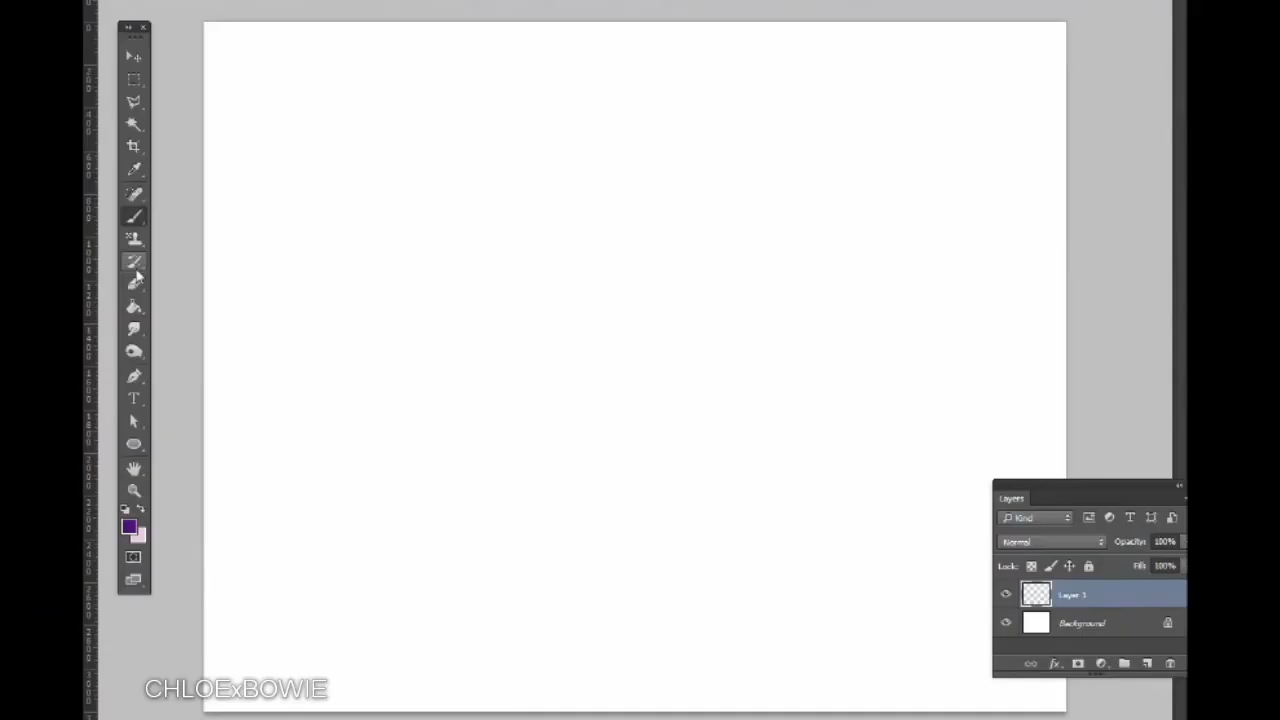 Layers
Kind
Normal Opacity: 100%
Lock: Fill: 100%
Layer 1
Background
CHLOExBOWIE